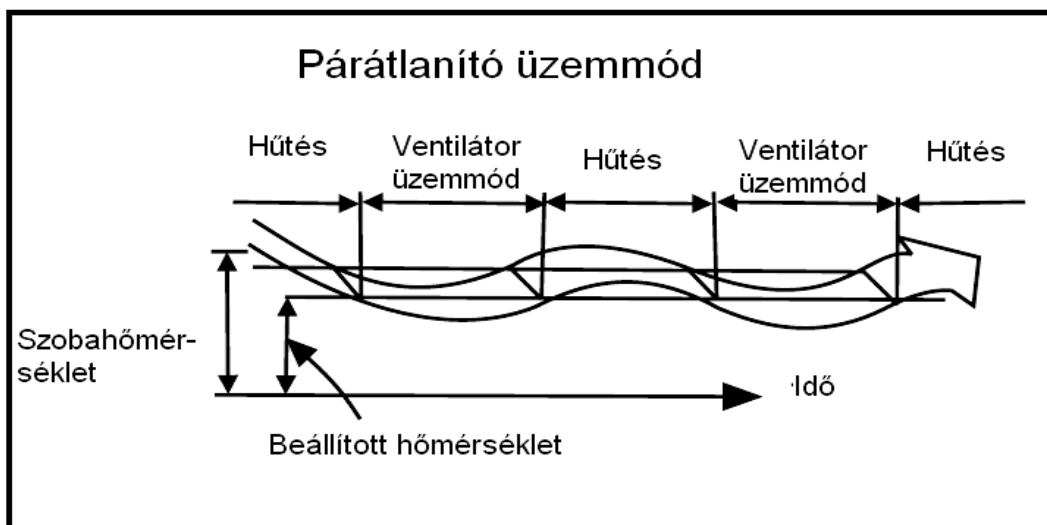 Párátlanító üzemmód
Hűtés
Ventilátor
üzemmód
Hűtés
Ventilátor
üzemmód
Hűtés
Szobahőmér-
séklet
Idő
Beállított hőmérséklet